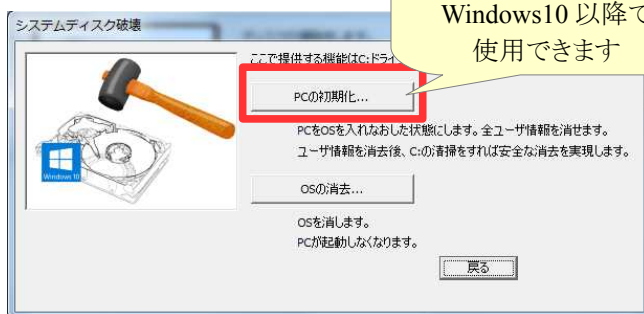 システムディスク破壊
Windows10 以降で
使用できます
ここで提供する機能はC:ドライ
PCの初期化...
PCをOSを入れなおした状態にします。全ユーザ情報を消せます。
ユーザ情報を消去後、C:の清掃をすれば安全な消去を実現します。
Windows 10
OSの消去...
OSを消します。
PCが起動しなくなります。
戻る